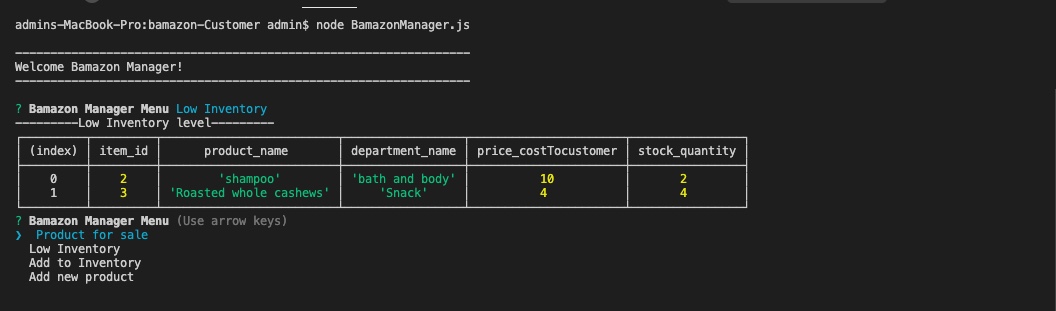 admins-MacBook-Pro:bamazon-Customer admin$ node BamazonManager.js
-----------------------------------------------------------------
Welcome Bamazon Manager!
-----------------------------------------------------------------
? Bamazon Manager Menu Low Inventory
---------Low Inventory level---------
(index) item_id product_name department_name price_costTocustomer stock_quantity
0 2 'shampoo' 'bath and body' 10 2
1 3 'Roasted whole cashews' 'Snack' 4 4
? Bamazon Manager Menu (Use arrow keys)
❯ Product for sale
Low Inventory
Add to Inventory
Add new product